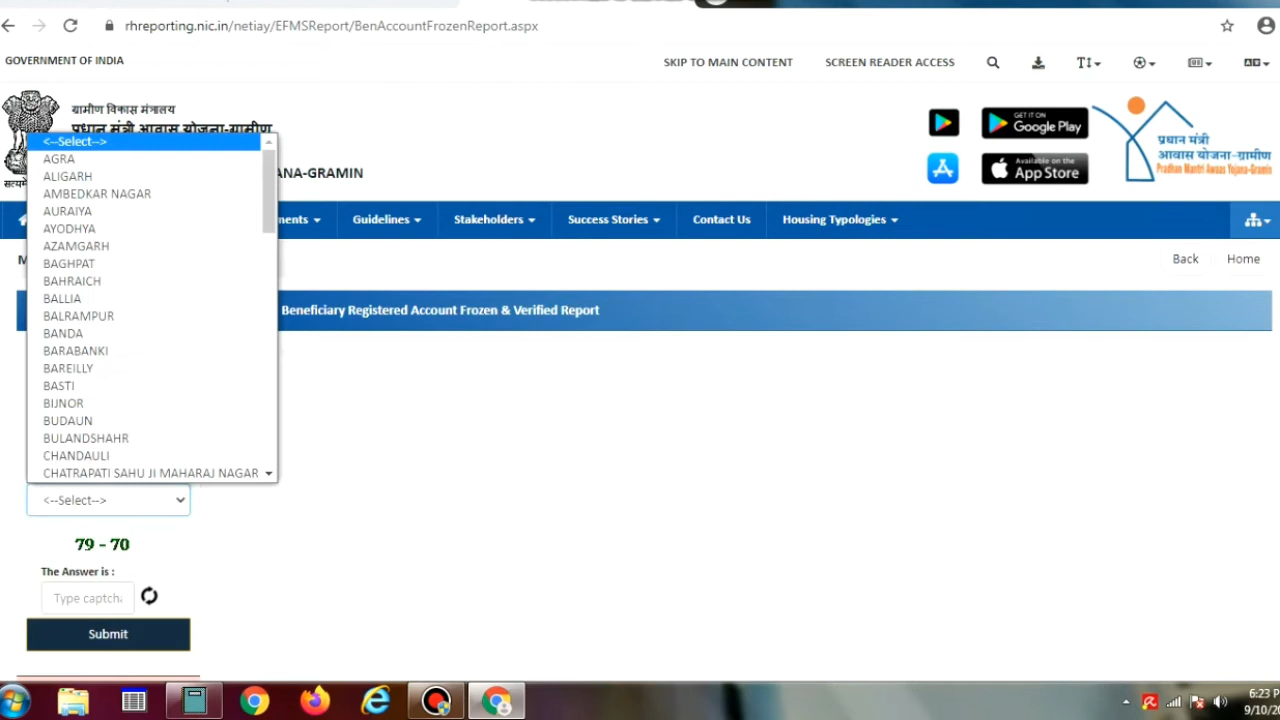 rhreporting.nic.in/netiay/EFMSReport/BenAccountFrozenReport.aspx
GOVERNMENT OF INDIA
SKIP TO MAIN CONTENT
SCREEN READER ACCESS
ग्रामीण विकास मंत्रालय
प्रधान मंत्री आवास योजना-ग्रामीण
ANA-GRAMIN
GET IT ON
Google Play
Available on the
App Store
प्रधान मंत्री
आवास योजना-ग्रामीण
Pradhan Mantri Awaas Yojana-Gramin
Guidelines
Stakeholders
Success Stories
Contact Us
Housing Typologies
Back
Home
Beneficiary Registered Account Frozen & Verified Report
<--Select-->
AGRA
ALIGARH
AMBEDKAR NAGAR
AURAIYA
AYODHYA
AZAMGARH
BAGHPAT
BAHRAICH
BALLIA
BALRAMPUR
BANDA
BARABANKI
BAREILLY
BASTI
BIJNOR
BUDAUN
BULANDSHAHR
CHANDAULI
CHATRAPATI SAHU JI MAHARAJ NAGAR
<--Select-->
79 - 70
The Answer is :
Type captcha
Submit
6:23 P
9/10/20